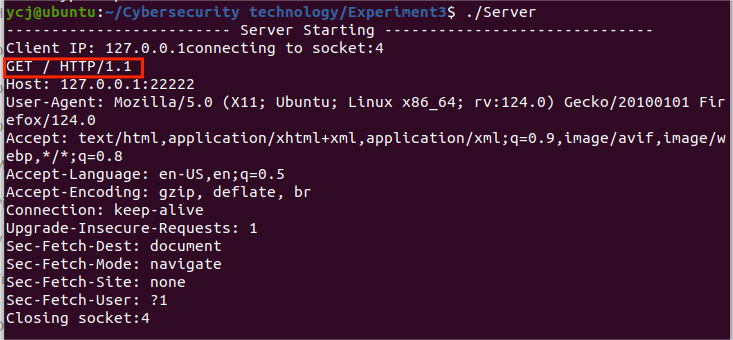 ycj@ubuntu:~/Cybersecurity technology/Experiment3$ ./Server
------------------------- Server Starting ------------------------------
Client IP: 127.0.0.1connecting to socket:4
GET / HTTP/1.1
Host: 127.0.0.1:22222
User-Agent: Mozilla/5.0 (X11; Ubuntu; Linux x86_64; rv:124.0) Gecko/20100101 Fir
efox/124.0
Accept: text/html,application/xhtml+xml,application/xml;q=0.9,image/avif,image/w
ebp,*/*;q=0.8
Accept-Language: en-US,en;q=0.5
Accept-Encoding: gzip, deflate, br
Connection: keep-alive
Upgrade-Insecure-Requests: 1
Sec-Fetch-Dest: document
Sec-Fetch-Mode: navigate
Sec-Fetch-Site: none
Sec-Fetch-User: ?1
Closing socket:4